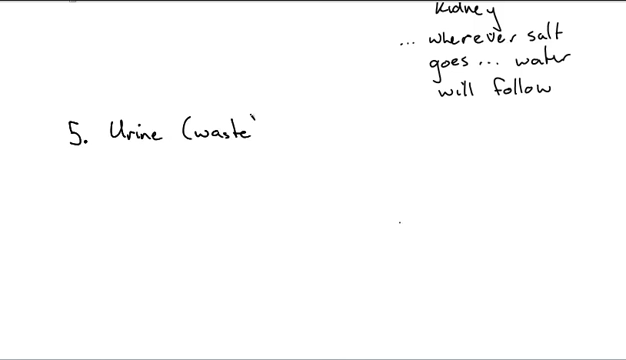 Kidney
... wherever salt
goes ... water
will follow
5. Urine (waste